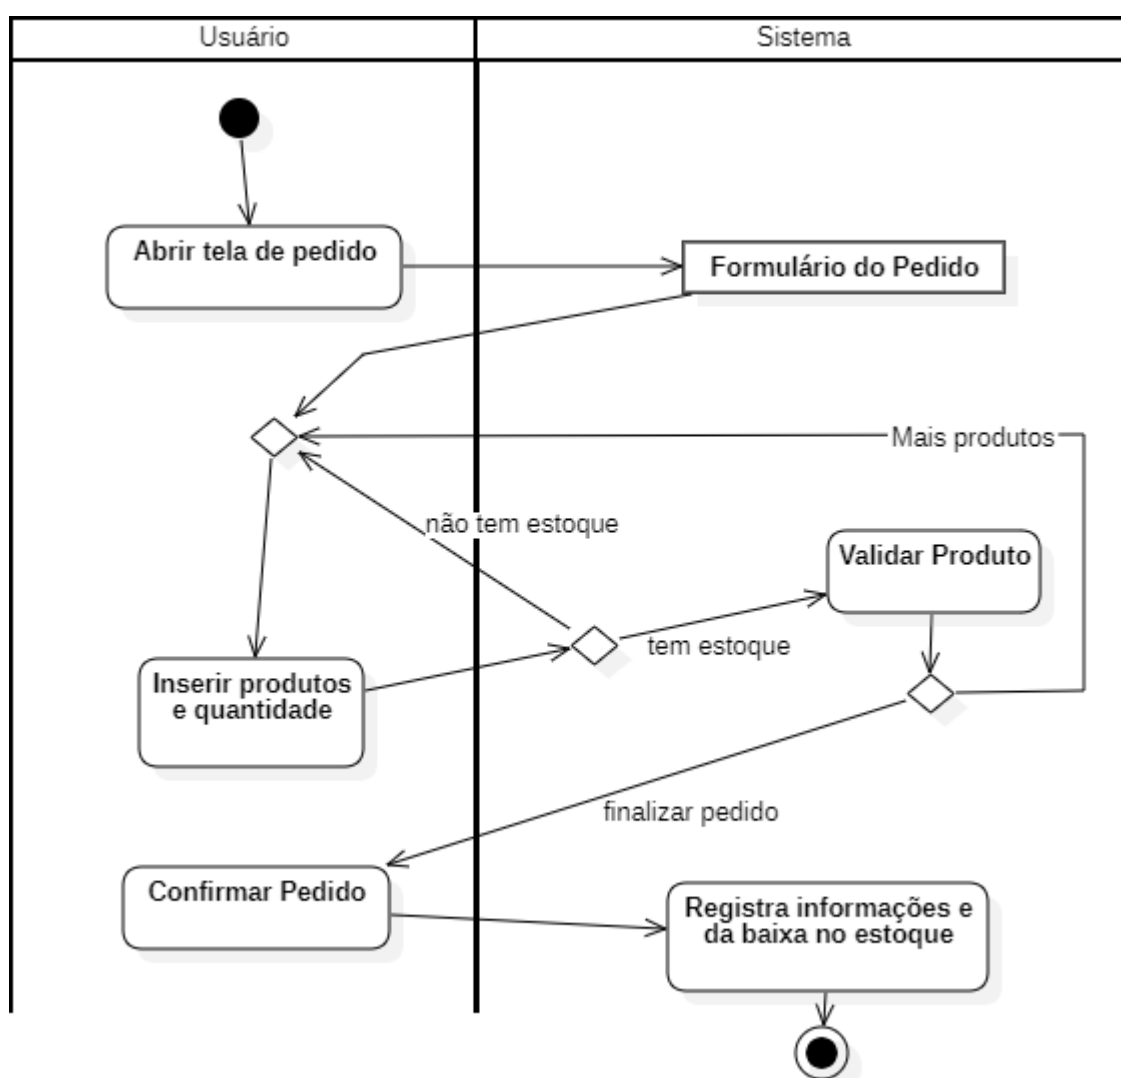 Usuário
Sistema
Abrir tela de pedido
Formulário do Pedido
Mais produtos
não tem estoque
Validar Produto
tem estoque
Inserir produtos
e quantidade
finalizar pedido
Confirmar Pedido
Registra informações e
da baixa no estoque